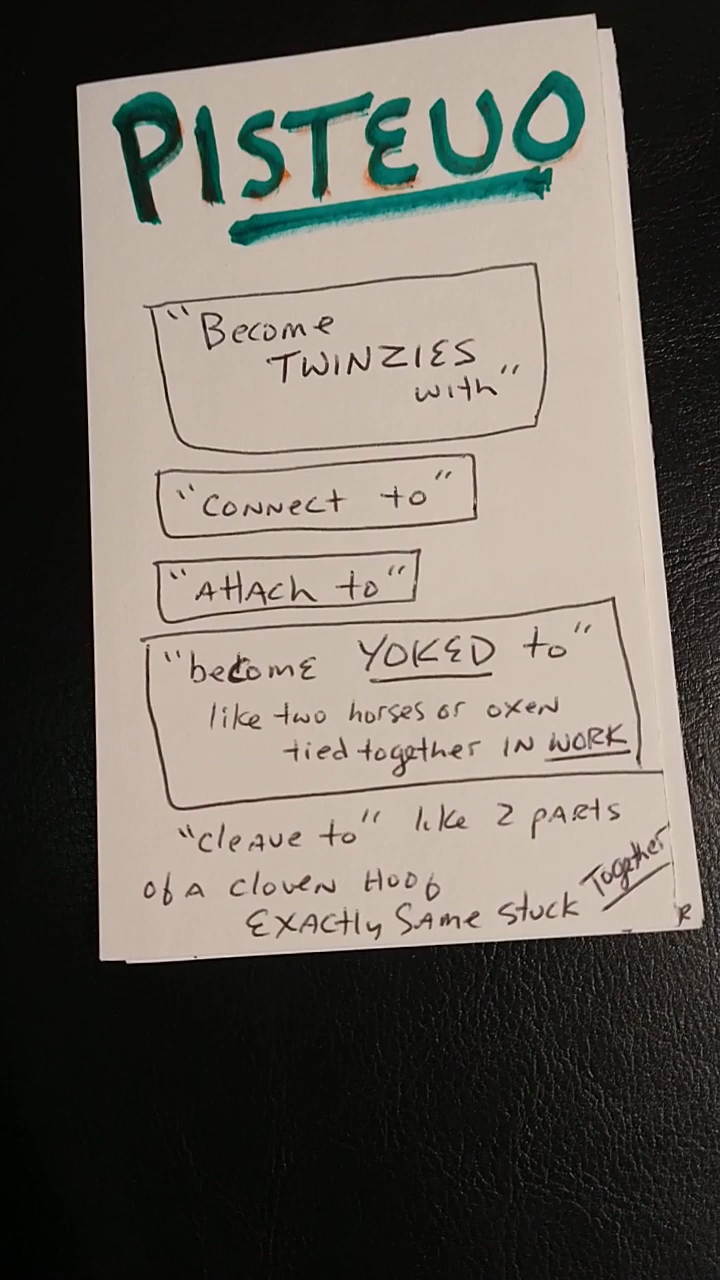 PISTEUO
"Become
TWINZIES
with"
"CONNect to"
"AttAch to"
"become YOKED to"
like two horses or oxen
tied together IN WORK
"cleAve to" like 2 pARts
of A cloveN Hoof
EXACtly SAme stuck Together
R